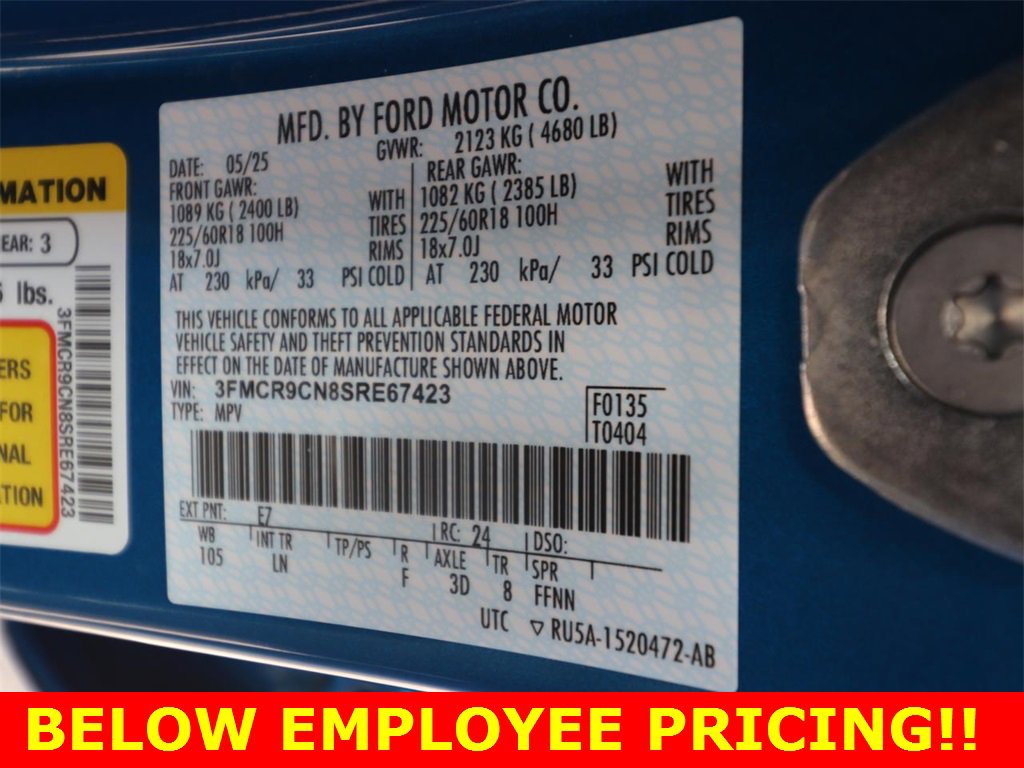 MFD. BY FORD MOTOR CO.
DATE: 05/25 GVWR: 2123 KG ( 4680 LB)
FRONT GAWR: REAR GAWR:
1089 KG ( 2400 LB) WITH 1082 KG ( 2385 LB) WITH
225/60R18 100H TIRES 225/60R18 100H TIRES
18x7.0J RIMS 18x7.0J RIMS
AT 230 kPa/ 33 PSI COLD AT 230 kPa/ 33 PSI COLD
THIS VEHICLE CONFORMS TO ALL APPLICABLE FEDERAL MOTOR
VEHICLE SAFETY AND THEFT PREVENTION STANDARDS IN
EFFECT ON THE DATE OF MANUFACTURE SHOWN ABOVE.
VIN: 3FMCR9CN8SRE67423
TYPE: MPV
F0135
T0404
EXT PNT: E7 RC: 24 DSO:
WB INT TR TP/PS R AXLE TR SPR
105 LN F 3D 8 FFNN
UTC ▽ RU5A-1520472-AB
MATION
EAR: 3
lbs.
3FMCR9CN8SRE67423
ERS
FOR
NAL
TION
BELOW EMPLOYEE PRICING!!